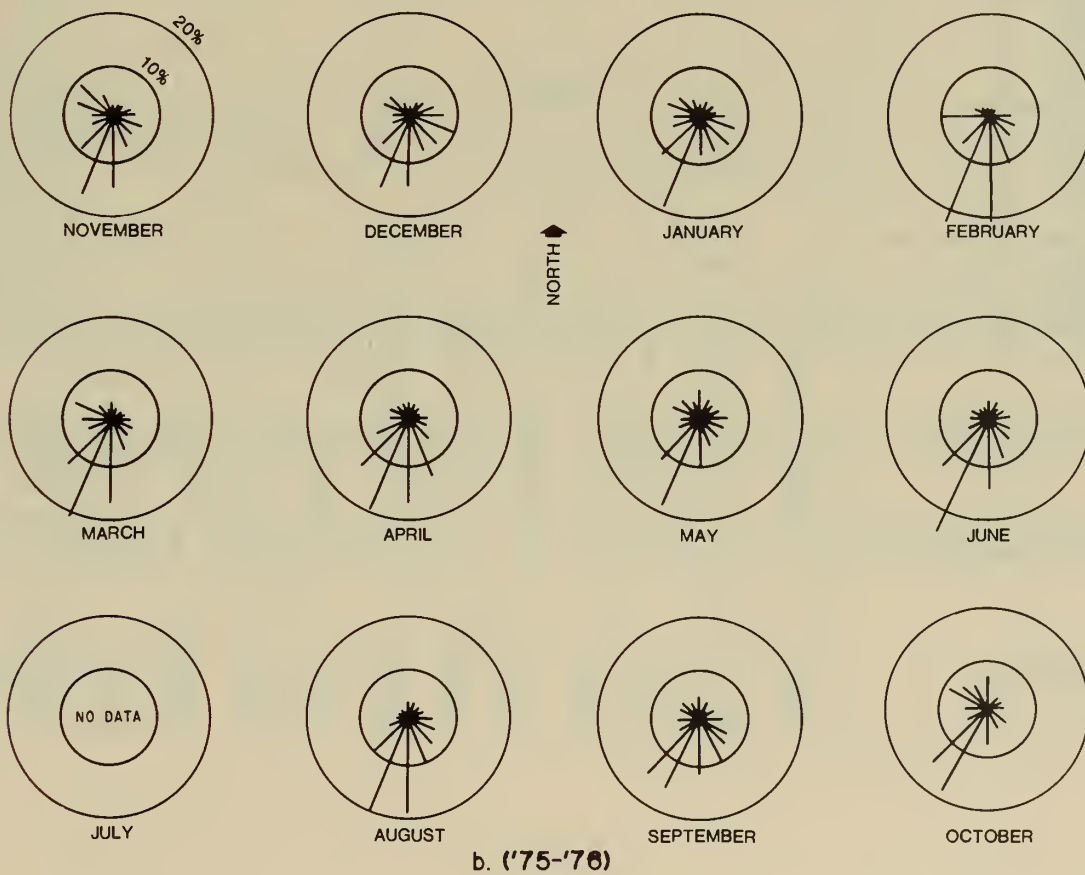 20%
10%
NOVEMBER
DECEMBER
JANUARY
FEBRUARY
NORTH
MARCH
APRIL
MAY
JUNE
NO DATA
JULY
AUGUST
SEPTEMBER
OCTOBER
b. ('75-'76)